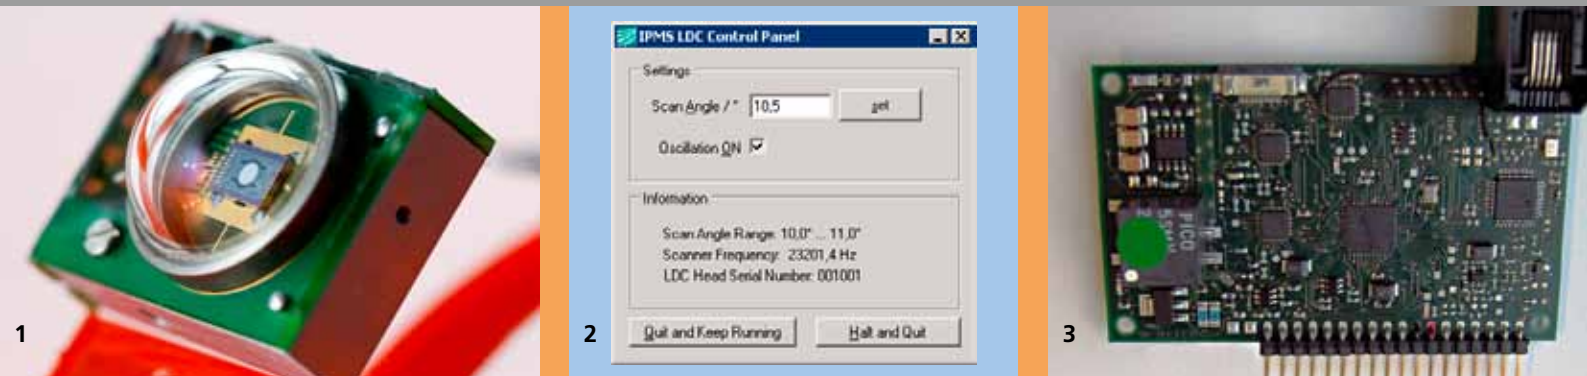 1
2
3
IPMS LDC Control Panel
Settings
Scan Angle / °
10,5
set
Oscillation ON
Information
Scan Angle Range: 10,0° ... 11,0°
Scanner Frequency: 23201,4 Hz
LDC Head Serial Number: 001001
Quit and Keep Running
Halt and Quit
PICO